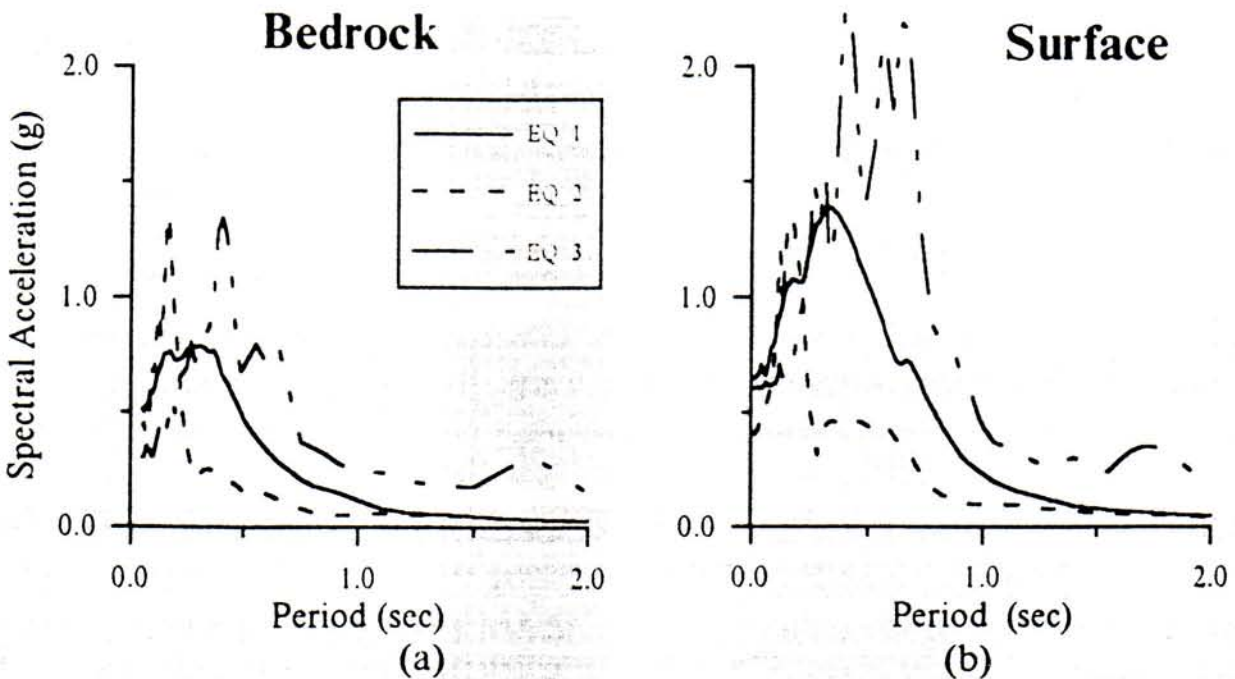 Bedrock
Surface
Spectral Acceleration (g)
2.0
1.0
0.0
EQ 1
EQ 2
EQ 3
0.0 1.0 2.0
Period (sec)
(a)
2.0
1.0
0.0
0.0 1.0 2.0
Period (sec)
(b)